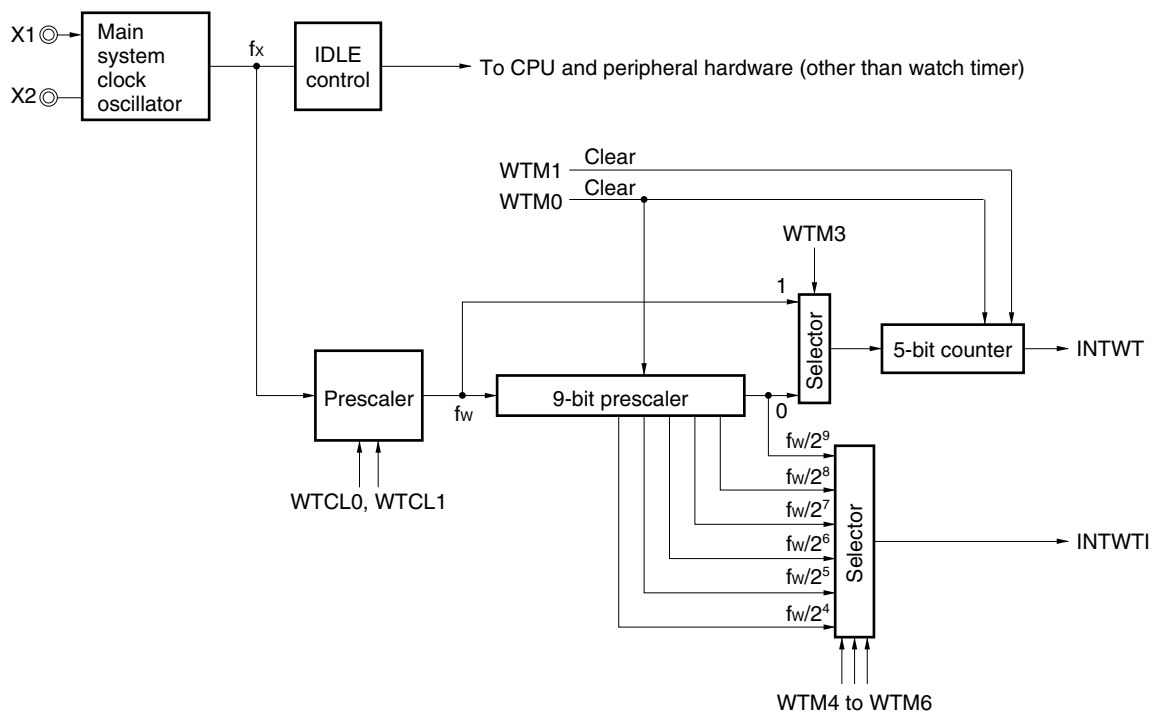 X1
X2
Main
system
clock
oscillator
fX
IDLE
control
To CPU and peripheral hardware (other than watch timer)
WTM1
Clear
WTM0
Clear
WTM3
1
Selector
5-bit counter
INTWT
Prescaler
fW
9-bit prescaler
0
WTCL0, WTCL1
fW/2⁹
fW/2⁸
fW/2⁷
fW/2⁶
fW/2⁵
fW/2⁴
Selector
INTWTI
WTM4 to WTM6